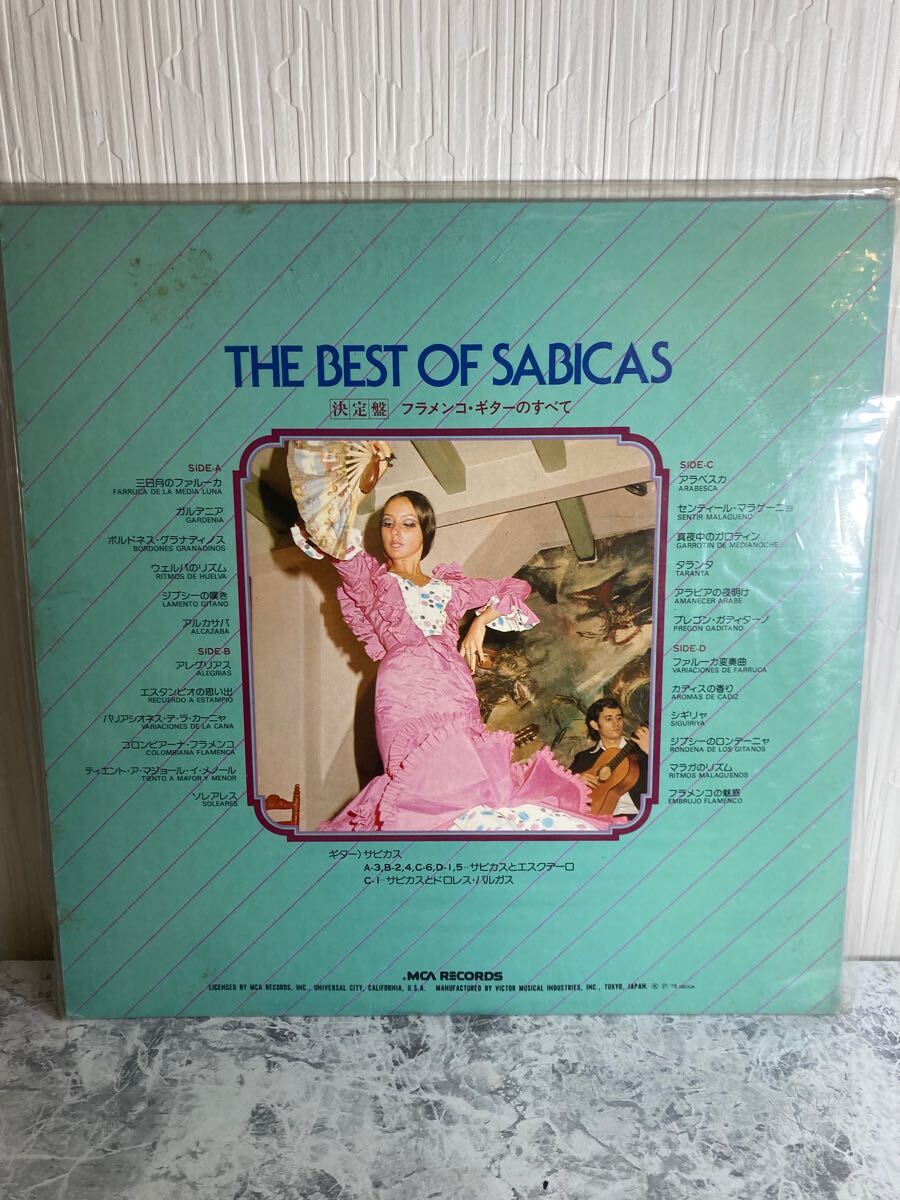 THE BEST OF SABICAS
決定盤 フラメンコ・ギターのすべて
SIDE-A
三日月のファルーカ
FARRUCA DE LA MEDIA LUNA
ガルデニア
GARDENIA
ボルドネス・グラナディノス
BORDONES GRANADINOS
ウェルバのリズム
RITMOS DE HUELVA
ジプシーの嘆き
LAMENTO GITANO
アルカサバ
ALCAZABA
SIDE-B
アレグリアス
ALEGRIAS
エスタンピオの思い出
RECUERDO A ESTAMPIO
バリアシオネス・デ・ラ・カーニャ
VARIACIONES DE LA CANA
コロンビアーナ・フラメンコ
COLOMBIANA FLAMENCA
ティエント・ア・マジョール・イ・メノール
TIENTO A MAYOR Y MENOR
ソレアレス
SOLEARES
SIDE-C
アラベスカ
ARABESCA
センティール・マラゲーニョ
SENTIR MALAGUENO
真夜中のガロティン
GARROTIN DE MEDIANOCHE
タランタ
TARANTA
アラビアの夜明け
AMANECER ARABE
プレゴン・ガディターノ
PREGON GADITANO
SIDE-D
ファルーカ変奏曲
VARIACIONES DE FARRUCA
カディスの香り
AROMAS DE CADIZ
シギリャ
SIGUIRIYA
ジプシーのロンデーニャ
RONDENA DE LOS GITANOS
マラガのリズム
RITMOS MALAGUENOS
フラメンコの魅惑
EMBRUJO FLAMENCO
ギター）サビカス
A-3,B-2,4,C-6,D-1,5‥サビカスとエスクデーロ
C-1‥サビカスとドロレス・バルガス
MCA RECORDS
LICENSED BY MCA RECORDS, INC., UNIVERSAL CITY, CALIFORNIA, U.S.A. MANUFACTURED BY VICTOR MUSICAL INDUSTRIES, INC., TOKYO, JAPAN. Ⓚ Ⓟ '78 DECCA